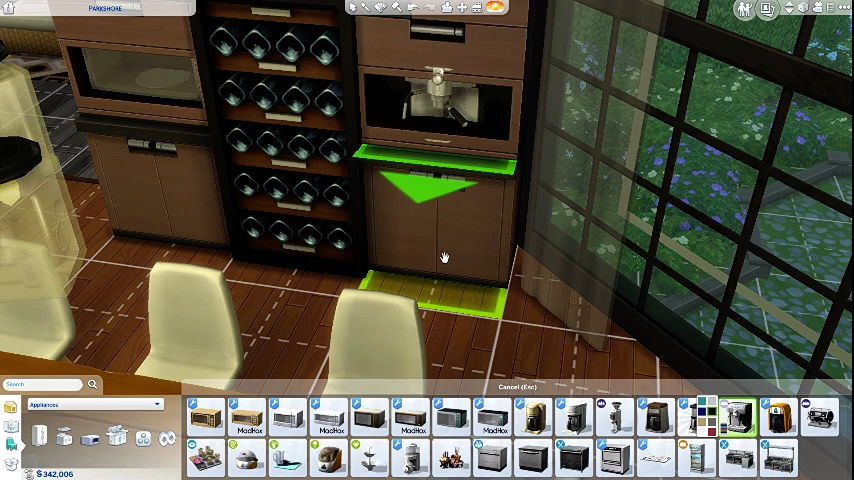 PARKSHORE
Cancel (Esc)
Search
Appliances
MadHox
MadHox
MadHox
MadHox
§342,006